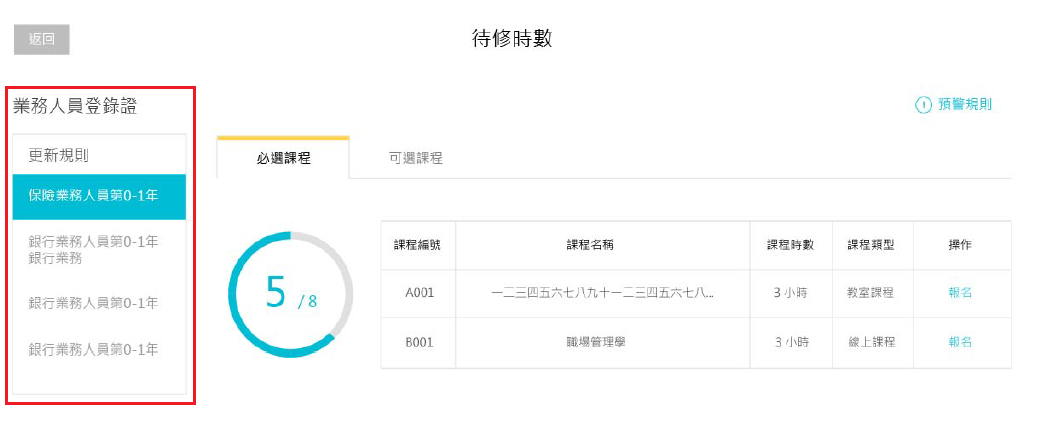 返回
待修時數
業務人員登錄證
預警規則
更新規則
必選課程
可選課程
保險業務人員第0-1年
銀行業務人員第0-1年
銀行業務
銀行業務人員第0-1年
銀行業務人員第0-1年
5 /8
課程編號 課程名稱 課程時數 課程類型 操作
A001 一二三四五六七八九十一二三四五六七八... 3 小時 教室課程 報名
B001 職場管理學 3 小時 線上課程 報名